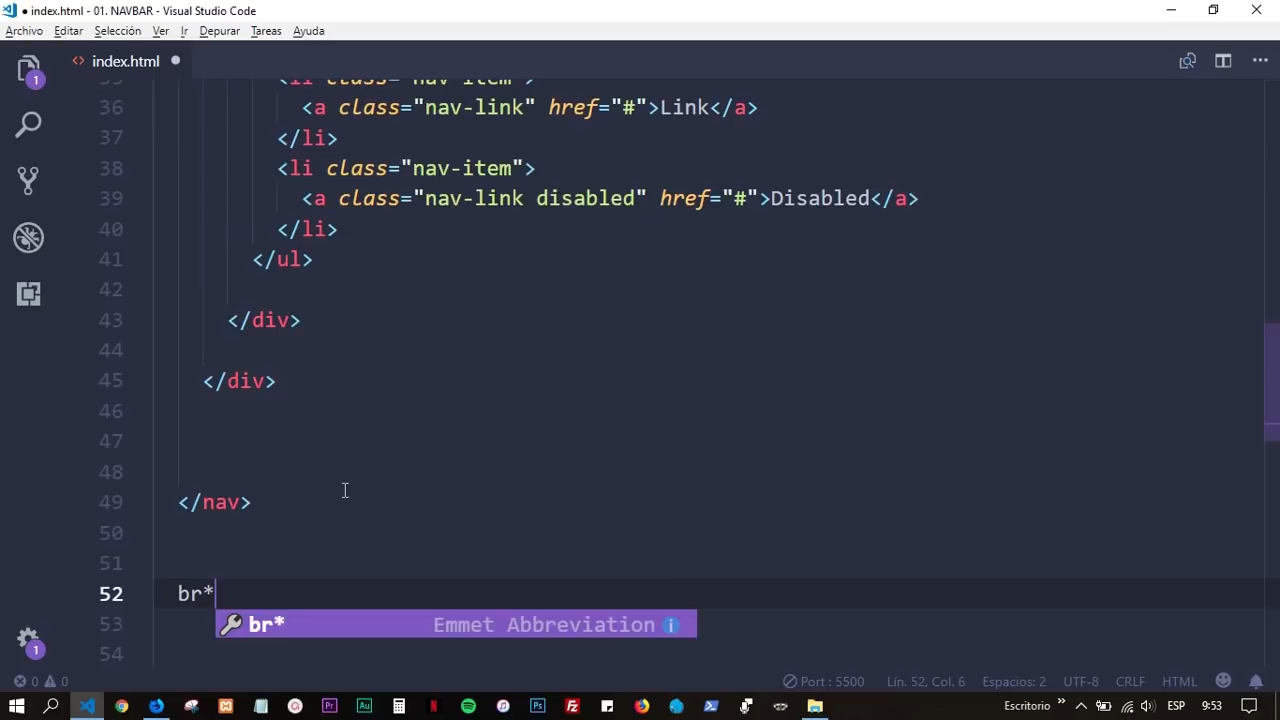 index.html - 01. NAVBAR - Visual Studio Code
Archivo Editar Selección Ver Ir Depurar Tareas Ayuda
index.html
36 <a class="nav-link" href="#">Link</a>
37 </li>
38 <li class="nav-item">
39 <a class="nav-link disabled" href="#">Disabled</a>
40 </li>
41 </ul>
42
43 </div>
44
45 </div>
46
47
48
49 </nav>
50
51
52 br*
53 br* Emmet Abbreviation
54
0 0 Port : 5500 Lín. 52, Col. 6 Espacios: 2 UTF-8 CRLF HTML
Escritorio ESP 9:53